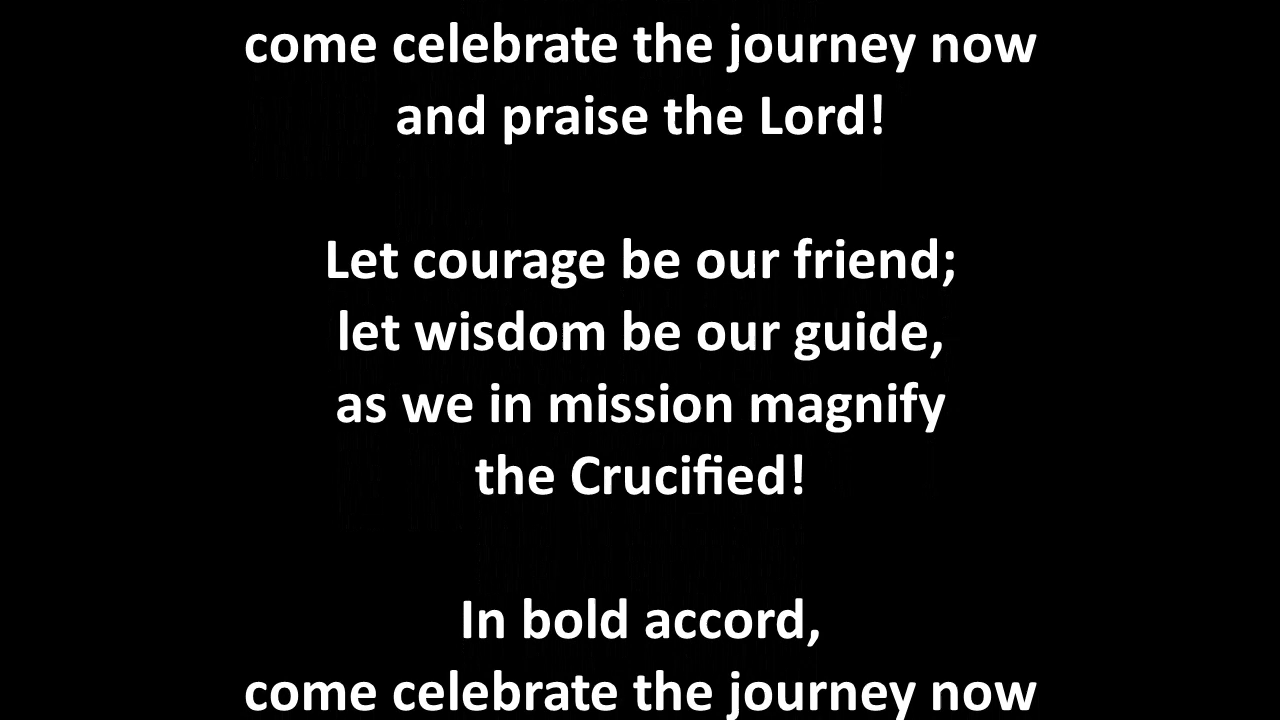 come celebrate the journey now
and praise the Lord!
Let courage be our friend;
let wisdom be our guide,
as we in mission magnify
the Crucified!
In bold accord,
come celebrate the journey now